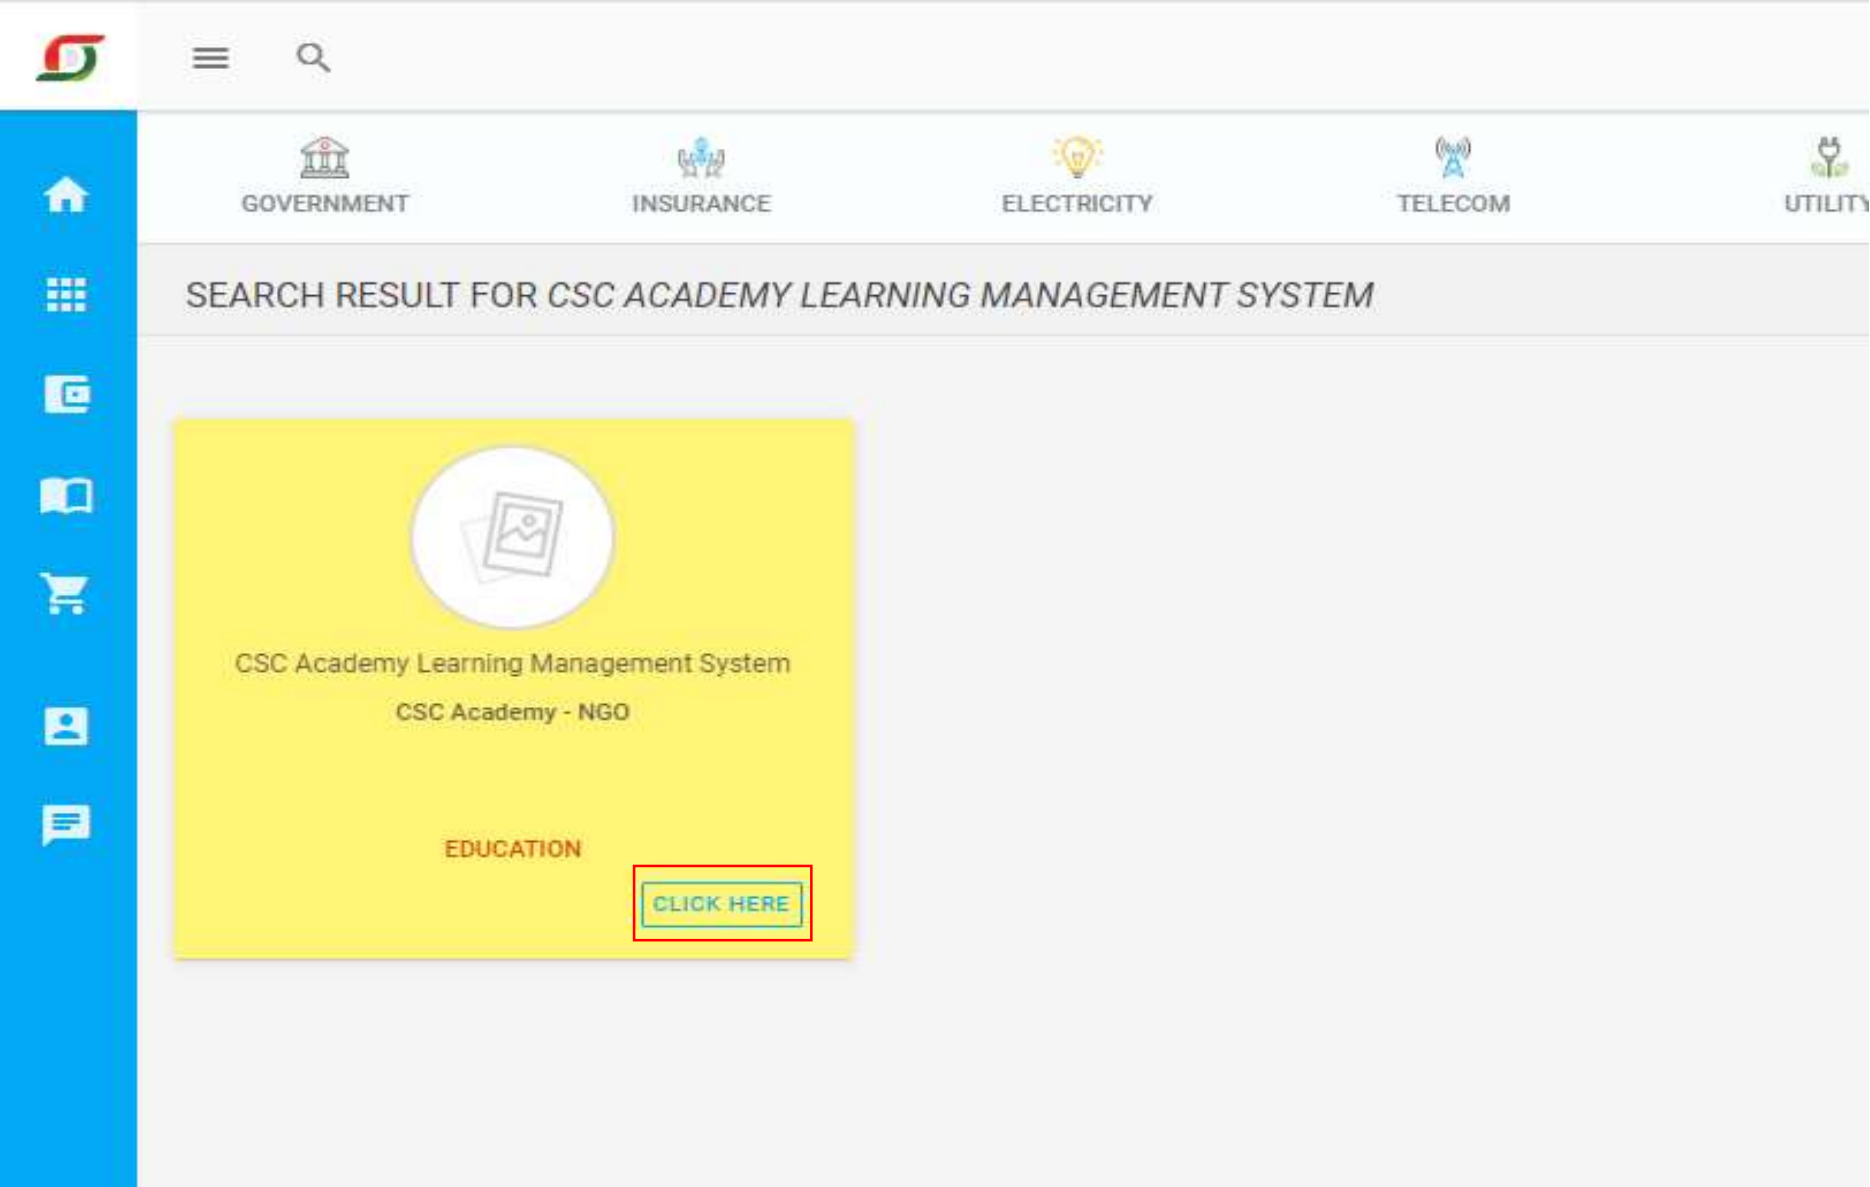 GOVERNMENT
INSURANCE
ELECTRICITY
TELECOM
UTILITY
SEARCH RESULT FOR CSC ACADEMY LEARNING MANAGEMENT SYSTEM
CSC Academy Learning Management System
CSC Academy - NGO
EDUCATION
CLICK HERE